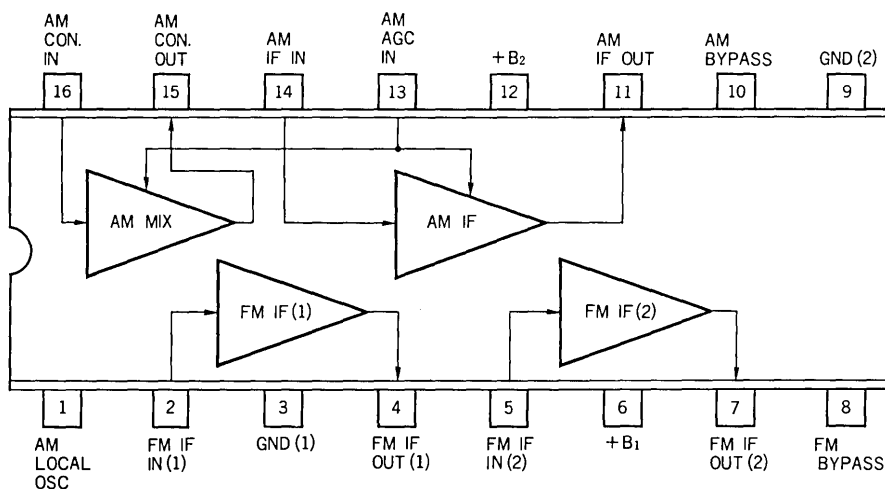 AM
CON.
IN
AM
CON.
OUT
AM
IF IN
AM
AGC
IN
+B2
AM
IF OUT
AM
BYPASS
GND (2)
16
15
14
13
12
11
10
9
AM MIX
AM IF
FM IF (1)
FM IF (2)
1
2
3
4
5
6
7
8
AM
LOCAL
OSC
FM IF
IN (1)
GND (1)
FM IF
OUT (1)
FM IF
IN (2)
+B1
FM IF
OUT (2)
FM
BYPASS